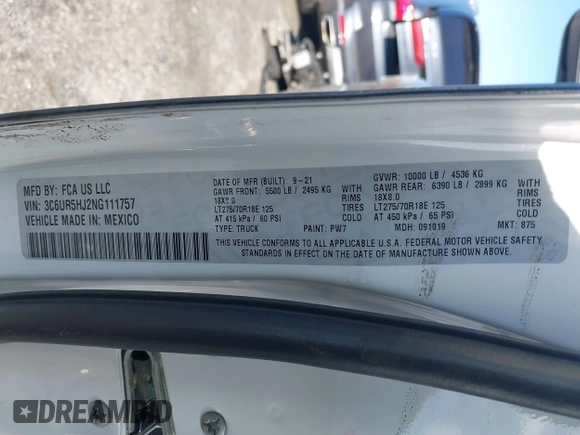 MFD BY: FCA US LLC
VIN: 3C6UR5HJ2NG111757
VEHICLE MADE IN: MEXICO
DATE OF MFR (BUILT): 9-21
GAWR FRONT: 5500 LB / 2495 KG
18X8.0 WITH RIMS
LT275/70R18E 125 TIRES
AT 415 kPa / 60 PSI COLD
TYPE: TRUCK PAINT: PW7
GVWR: 10000 LB / 4536 KG
GAWR REAR: 6390 LB / 2899 KG
18X8.0 WITH RIMS
LT275/70R18E 125 TIRES
AT 450 kPa / 65 PSI COLD
MDH: 091019 MKT: 875
THIS VEHICLE CONFORMS TO ALL APPLICABLE U.S.A. FEDERAL MOTOR VEHICLE SAFETY
STANDARDS IN EFFECT ON THE DATE OF MANUFACTURE SHOWN ABOVE.
DREAMBID